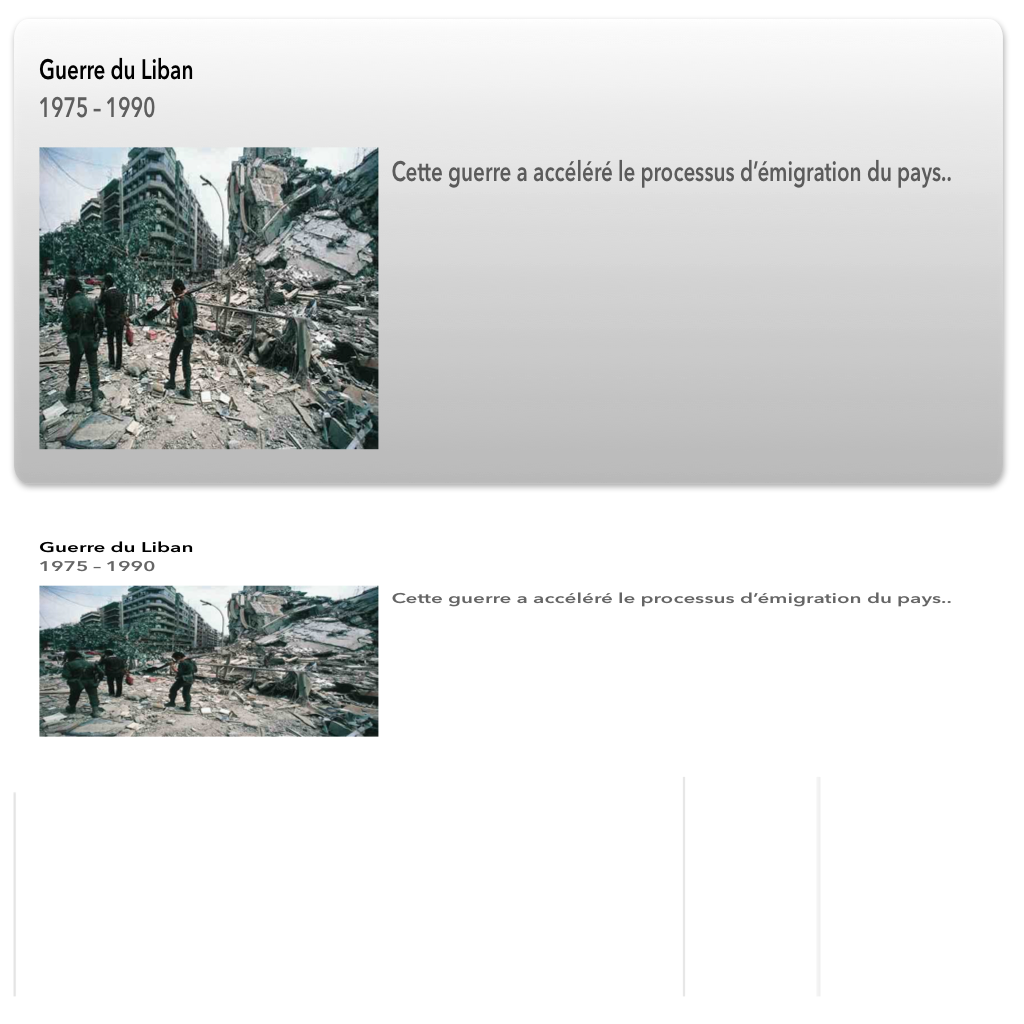 Guerre du Liban
1975 – 1990
Cette guerre a accéléré le processus d’émigration du pays..
Guerre du Liban
1975 – 1990
Cette guerre a accéléré le processus d’émigration du pays..